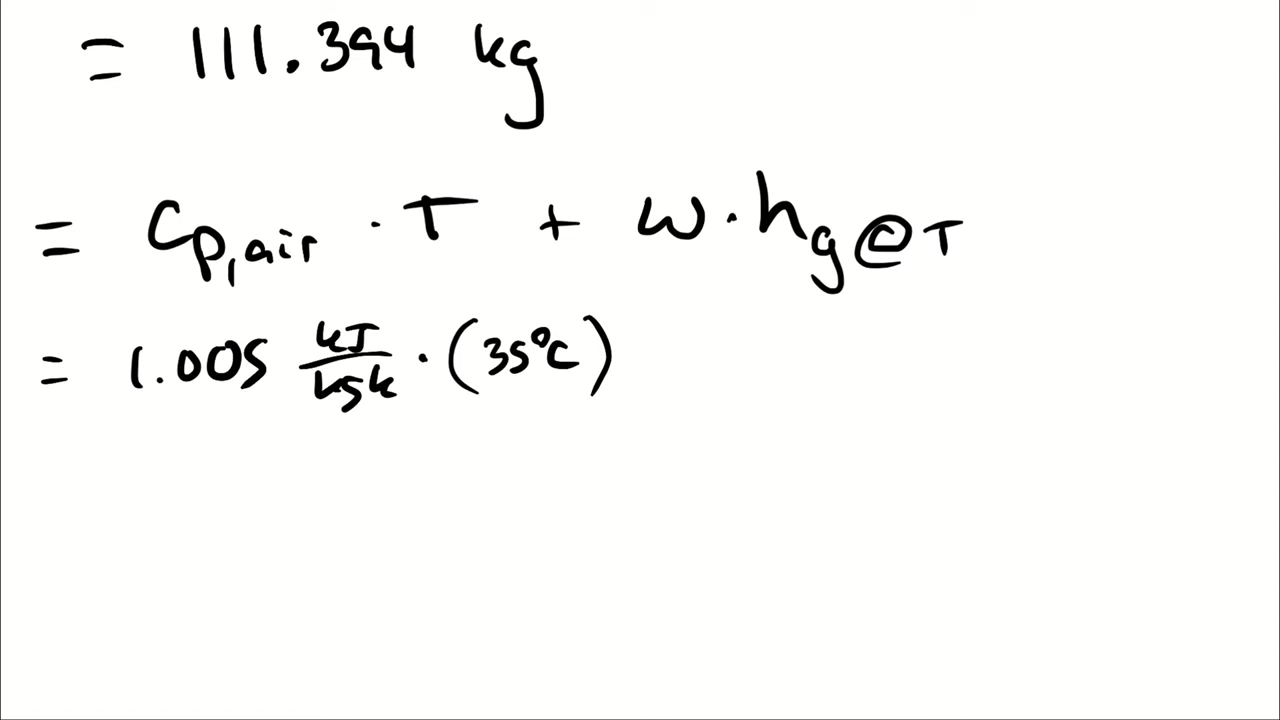 = 111.394 kg
= Cp,air · T + ω · hg@T
= 1.005 kJ/kgK · (35°C)